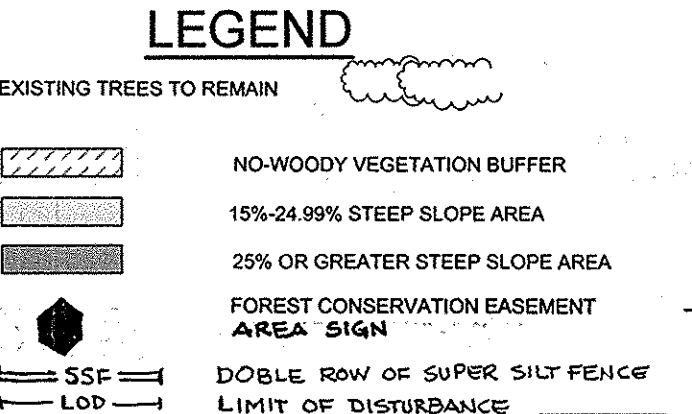 LEGEND
EXISTING TREES TO REMAIN
NO-WOODY VEGETATION BUFFER
15%-24.99% STEEP SLOPE AREA
25% OR GREATER STEEP SLOPE AREA
FOREST CONSERVATION EASEMENT
AREA SIGN
SSF DOBLE ROW OF SUPER SILT FENCE
LOD LIMIT OF DISTURBANCE